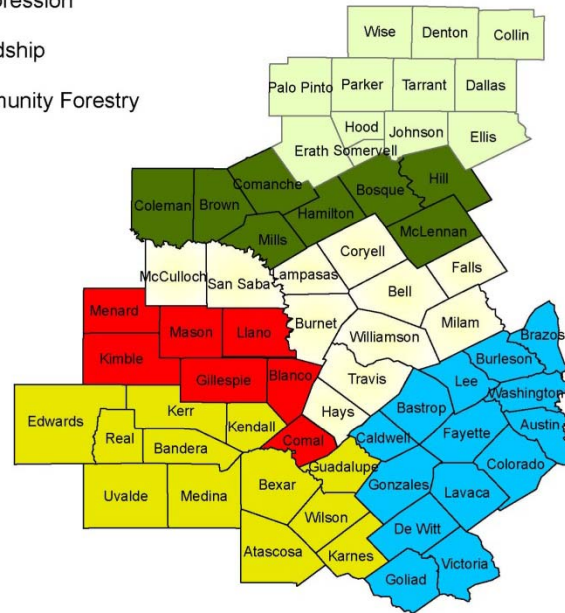 pression
dship
munity Forestry
Wise Denton Collin
Palo Pinto Parker Tarrant Dallas
Hood Johnson Ellis
Erath Somervell
Comanche Bosque Hill
Coleman Brown Hamilton
Mills McLennan
Coryell
McCulloch San Saba Lampasas Falls
Bell
Menard Burnet Milam
Mason Llano Williamson Brazos
Kimble Burleson
Gillespie Blanco Travis Lee Washington
Edwards Kerr Hays Bastrop
Real Kendall Comal Caldwell Fayette Austin
Bandera Guadalupe Colorado
Uvalde Medina Bexar Gonzales Lavaca
Wilson De Witt
Atascosa Karnes
Goliad Victoria